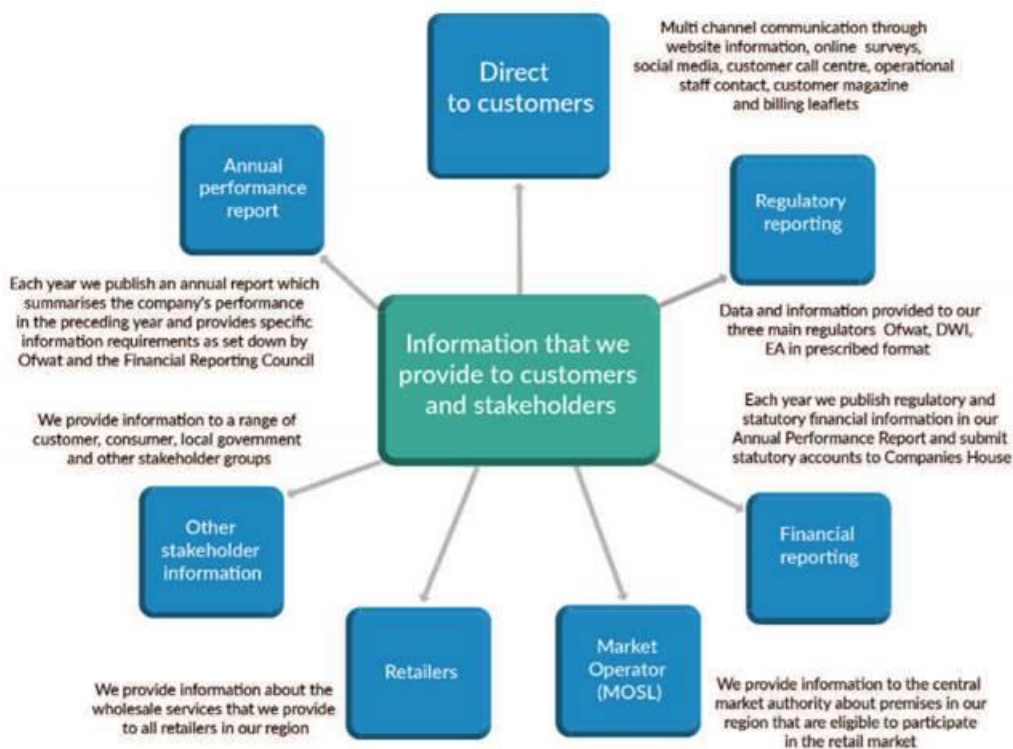 Direct
to customers
Multi channel communication through
website information, online surveys,
social media, customer call centre, operational
staff contact, customer magazine
and billing leaflets
Annual
performance
report
Each year we publish an annual report which
summarises the company's performance
in the preceding year and provides specific
information requirements as set down by
Ofwat and the Financial Reporting Council
Regulatory
reporting
Data and information provided to our
three main regulators Ofwat, DWI,
EA in prescribed format
Information that we
provide to customers
and stakeholders
We provide information to a range of
customer, consumer, local government
and other stakeholder groups
Other
stakeholder
information
Each year we publish regulatory and
statutory financial information in our
Annual Performance Report and submit
statutory accounts to Companies House
Financial
reporting
Retailers
We provide information about the
wholesale services that we provide
to all retailers in our region
Market
Operator
(MOSL)
We provide information to the central
market authority about premises in our
region that are eligible to participate
in the retail market